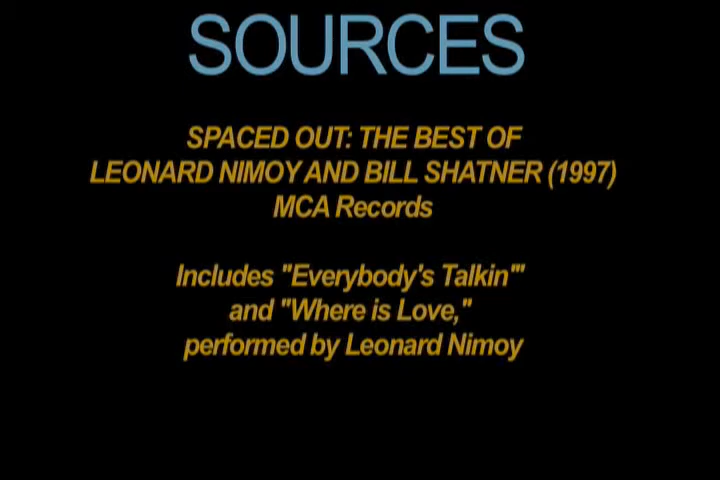 SOURCES
SPACED OUT: THE BEST OF
LEONARD NIMOY AND BILL SHATNER (1997)
MCA Records
Includes "Everybody's Talkin'"
and "Where is Love,"
performed by Leonard Nimoy